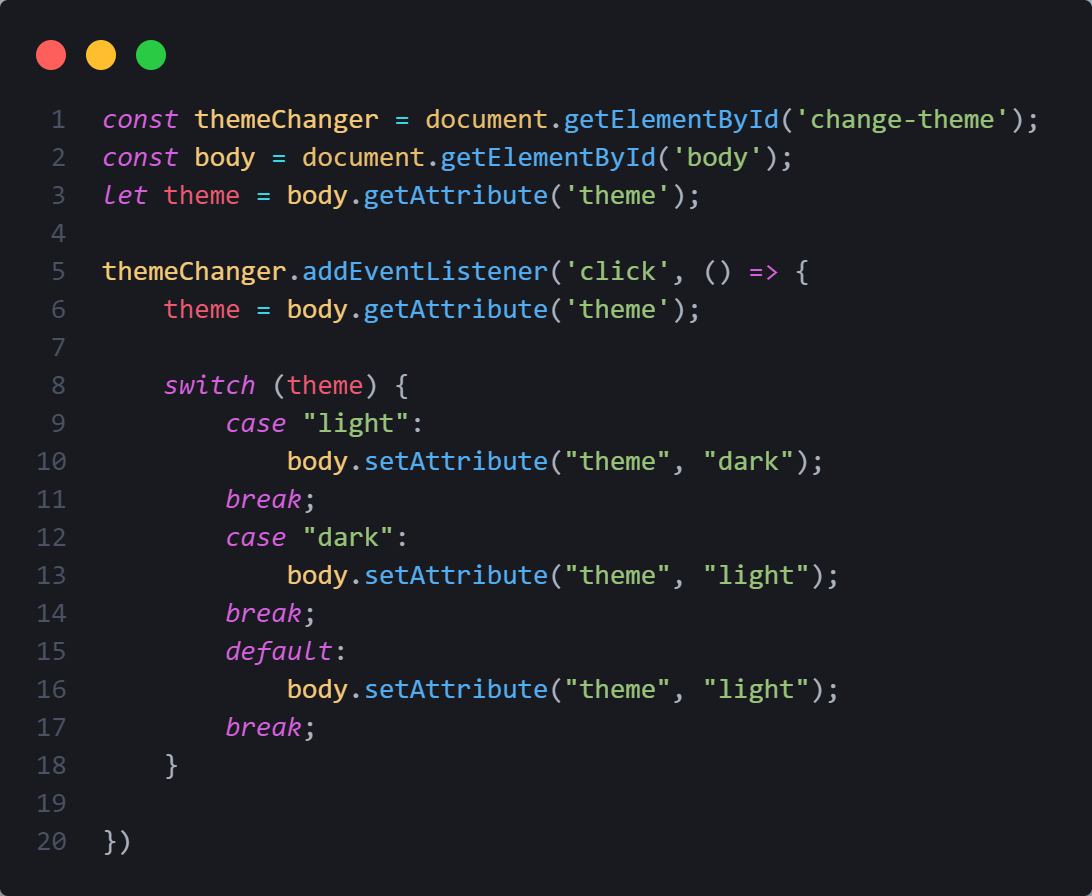 1 const themeChanger = document.getElementById('change-theme');
2 const body = document.getElementById('body');
3 let theme = body.getAttribute('theme');
4
5 themeChanger.addEventListener('click', () => {
6     theme = body.getAttribute('theme');
7
8     switch (theme) {
9         case "light":
10             body.setAttribute("theme", "dark");
11         break;
12         case "dark":
13             body.setAttribute("theme", "light");
14         break;
15         default:
16             body.setAttribute("theme", "light");
17         break;
18     }
19
20 })